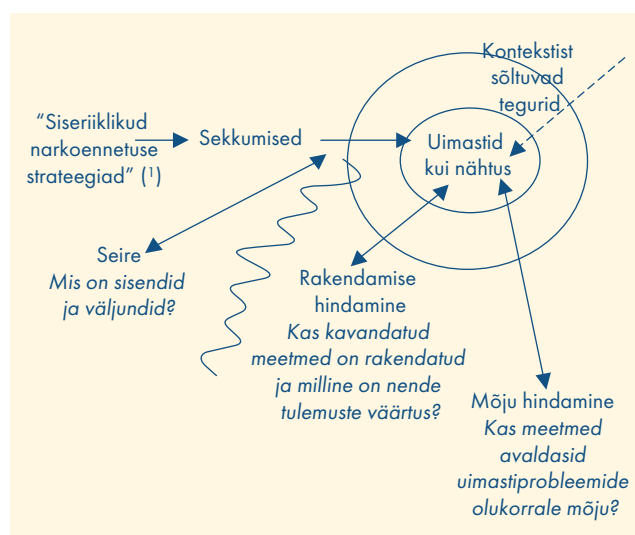 Kontekstist
sõltuvad
tegurid
"Siseriiklikud
narkoennetuse
strateegiad" (¹)
Sekkumised
Uimastid
kui nähtus
Seire
Mis on sisendid
ja väljundid?
Rakendamise
hindamine
Kas kavandatud
meetmed on rakendatud
ja milline on nende
tulemuste väärtus?
Mõju hindamine
Kas meetmed
avaldasid
uimastiprobleemide
olukorrale mõju?